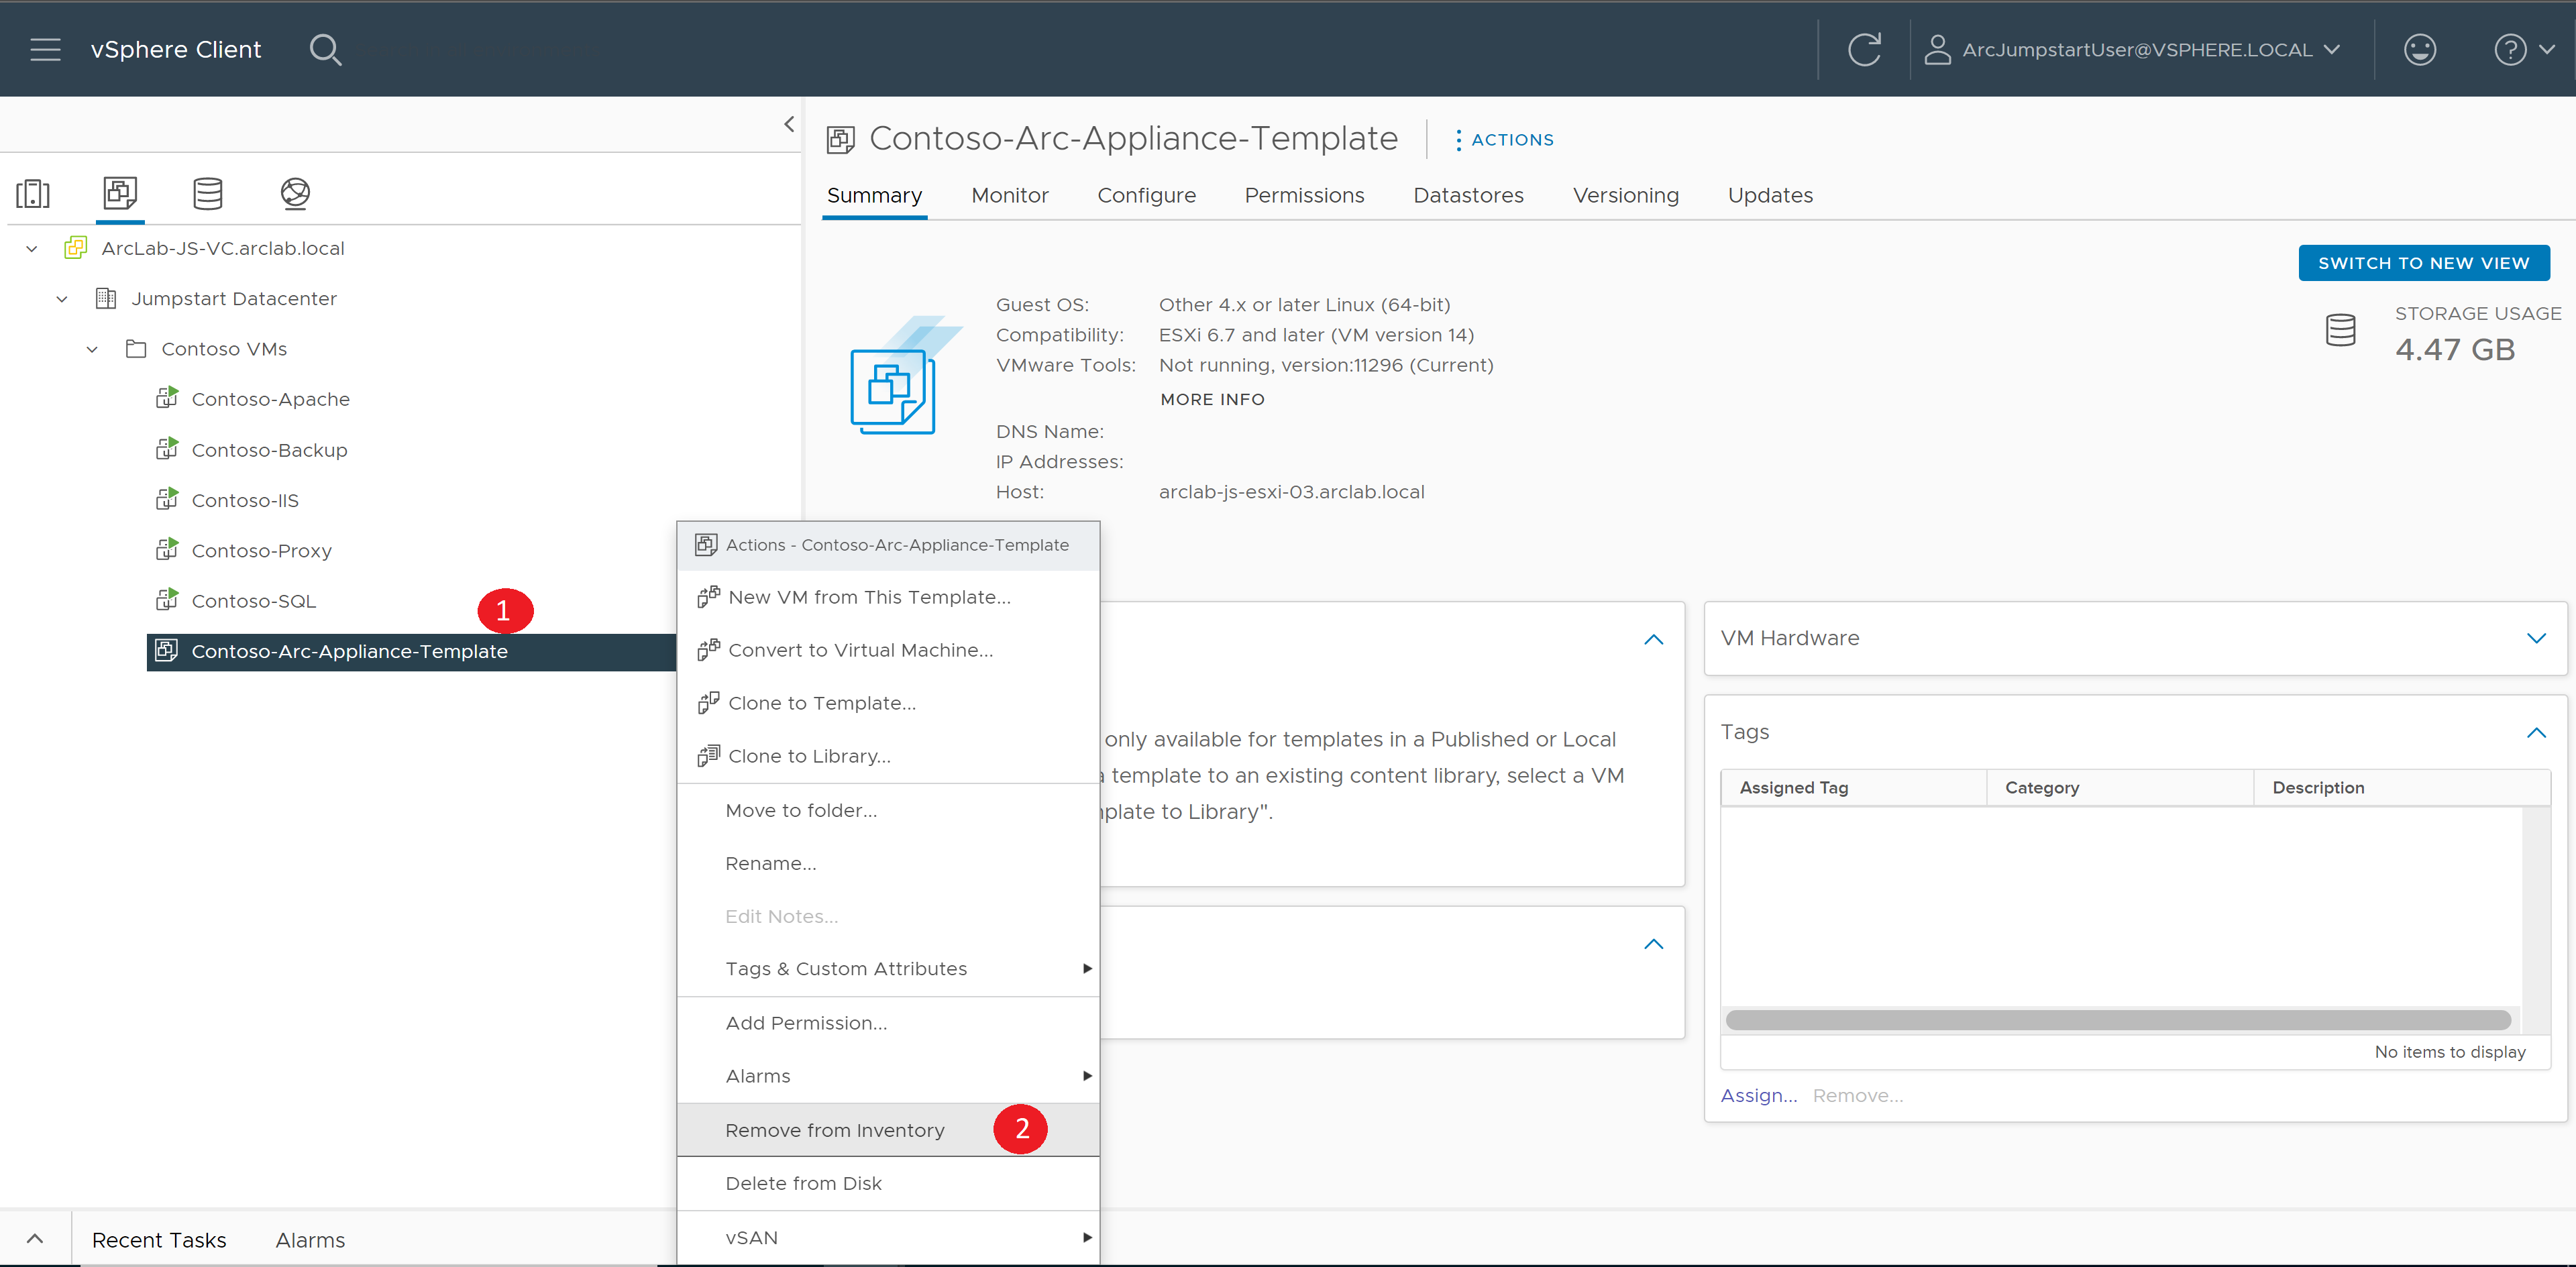 vSphere Client
ArcJumpstartUser@VSPHERE.LOCAL
Contoso-Arc-Appliance-Template
ACTIONS
Summary Monitor Configure Permissions Datastores Versioning Updates
ArcLab-JS-VC.arclab.local
Jumpstart Datacenter
Contoso VMs
Contoso-Apache
Contoso-Backup
Contoso-IIS
Contoso-Proxy
Contoso-SQL
1
Contoso-Arc-Appliance-Template
SWITCH TO NEW VIEW
Guest OS: Other 4.x or later Linux (64-bit)
Compatibility: ESXi 6.7 and later (VM version 14)
VMware Tools: Not running, version:11296 (Current)
MORE INFO
DNS Name:
IP Addresses:
Host: arclab-js-esxi-03.arclab.local
STORAGE USAGE
4.47 GB
Actions - Contoso-Arc-Appliance-Template
New VM from This Template...
Convert to Virtual Machine...
Clone to Template...
Clone to Library...
Move to folder...
Rename...
Edit Notes...
Tags & Custom Attributes
Add Permission...
Alarms
Remove from Inventory
2
Delete from Disk
vSAN
only available for templates in a Published or Local
a template to an existing content library, select a VM
plate to Library".
VM Hardware
Tags
Assigned Tag Category Description
No items to display
Assign... Remove...
Recent Tasks Alarms